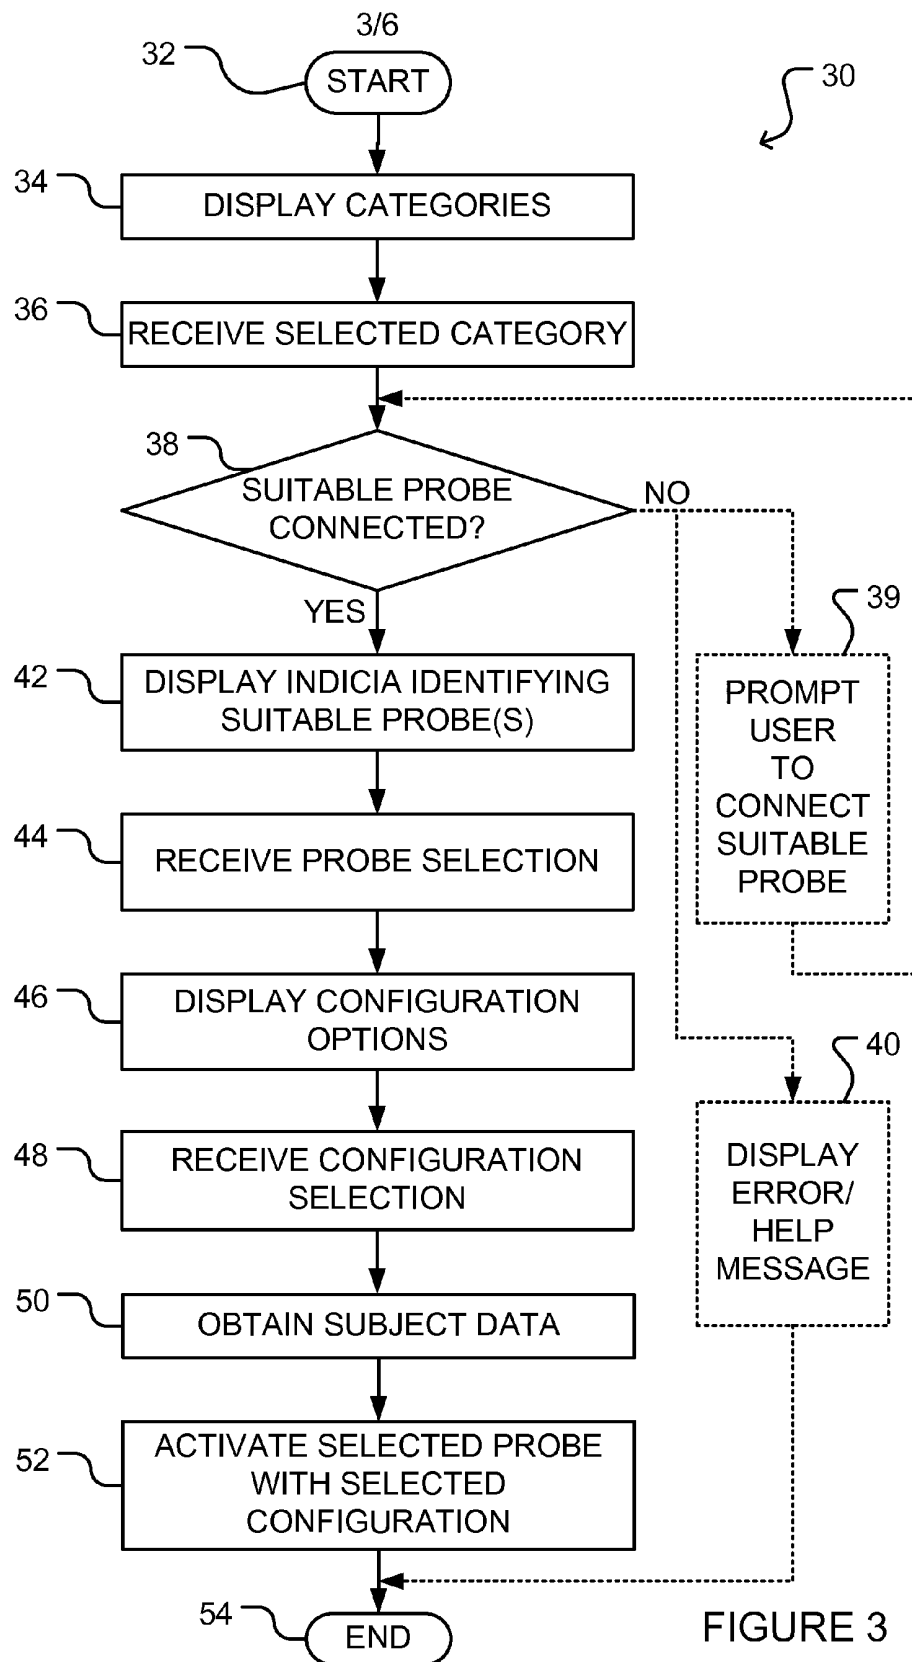 3/6
32
START
30
34
DISPLAY CATEGORIES
36
RECEIVE SELECTED CATEGORY
38
SUITABLE PROBE
CONNECTED?
NO
YES
39
PROMPT
USER
TO
CONNECT
SUITABLE
PROBE
42
DISPLAY INDICIA IDENTIFYING
SUITABLE PROBE(S)
44
RECEIVE PROBE SELECTION
46
DISPLAY CONFIGURATION
OPTIONS
40
DISPLAY
ERROR/
HELP
MESSAGE
48
RECEIVE CONFIGURATION
SELECTION
50
OBTAIN SUBJECT DATA
52
ACTIVATE SELECTED PROBE
WITH SELECTED
CONFIGURATION
54
END
FIGURE 3